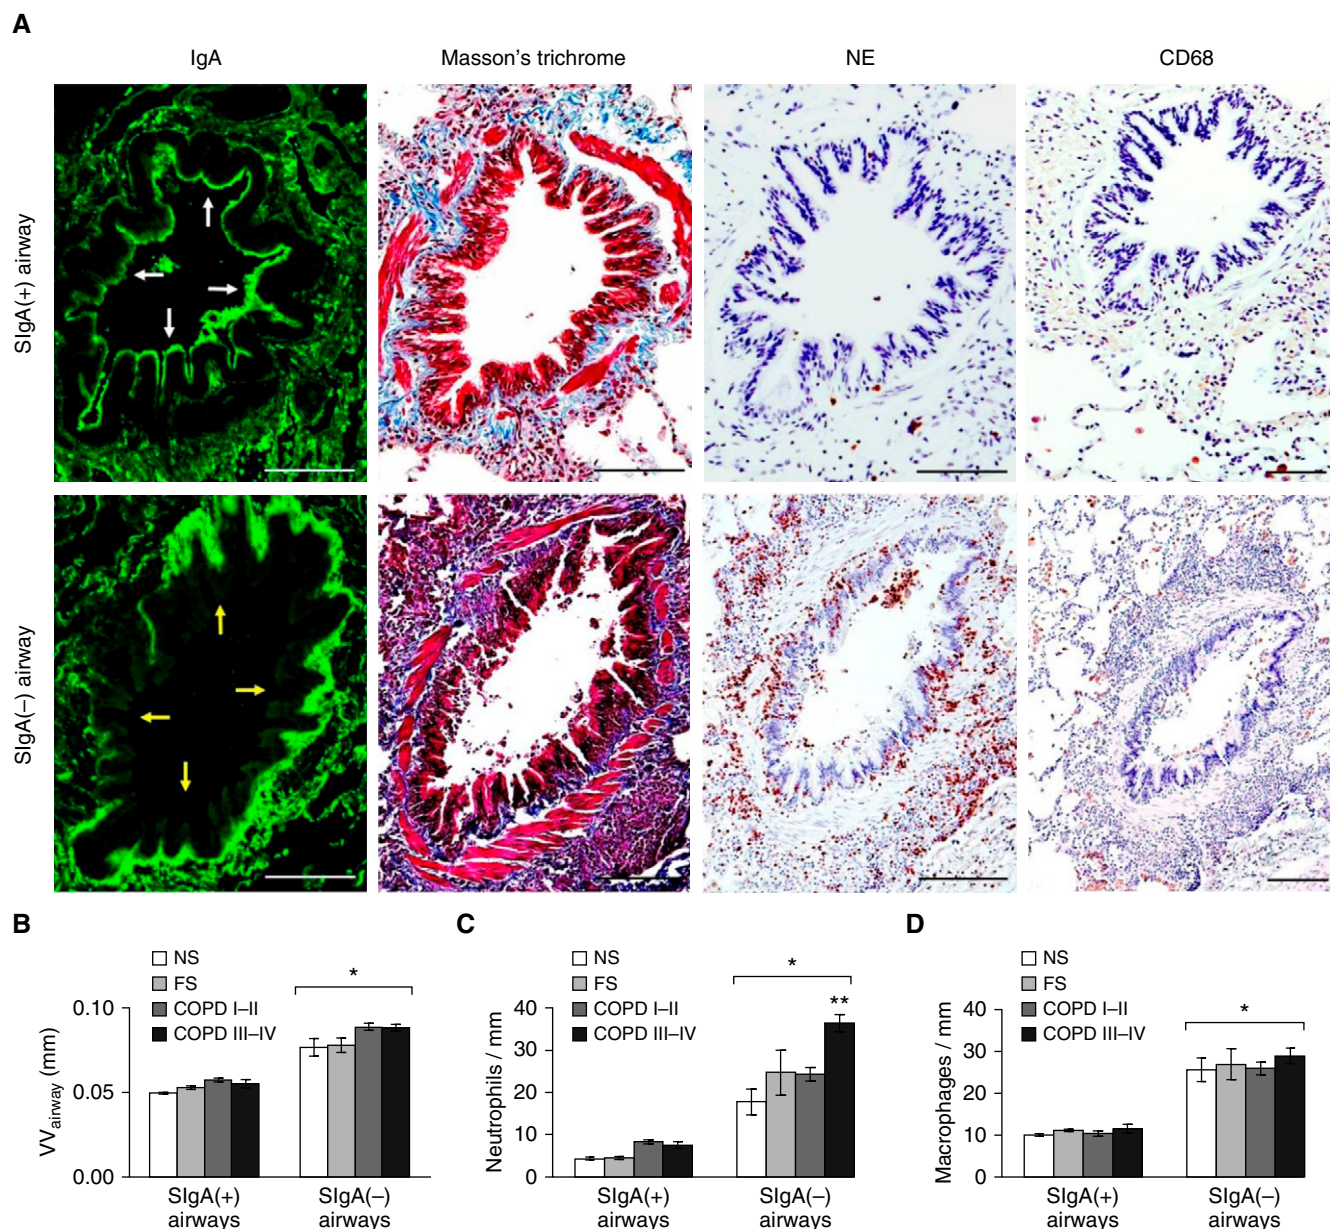 A
IgA
Masson's trichrome
NE
CD68
SIgA(+) airway
SIgA(–) airway
B
NS
FS
COPD I–II
COPD III–IV
*
VVairway (mm)
0.10
0.05
0.00
SIgA(+)
airways
SIgA(–)
airways
C
NS
FS
COPD I–II
COPD III–IV
*
**
Neutrophils / mm
40
30
20
10
0
SIgA(+)
airways
SIgA(–)
airways
D
NS
FS
COPD I–II
COPD III–IV
*
Macrophages / mm
40
30
20
10
0
SIgA(+)
airways
SIgA(–)
airways